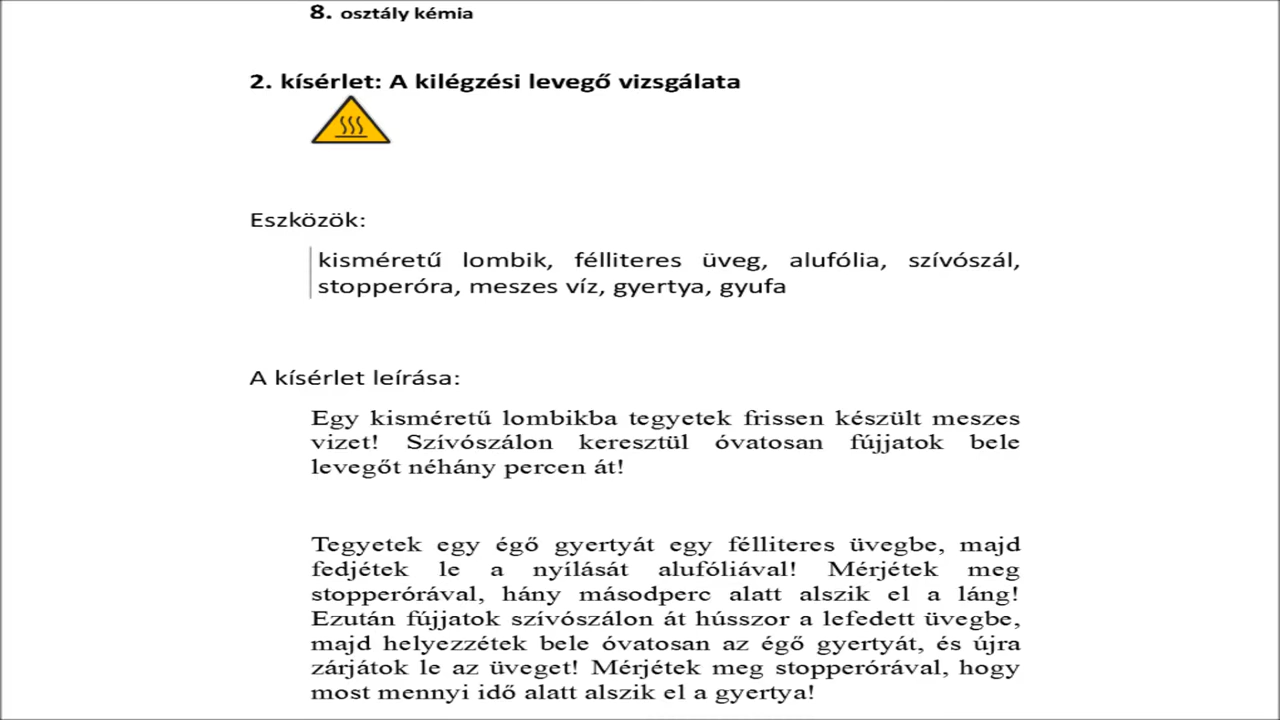 8. osztály kémia
2. kísérlet: A kilégzési levegő vizsgálata
Eszközök:
kisméretű lombik, félliteres üveg, alufólia, szívószál,
stopperóra, meszes víz, gyertya, gyufa
A kísérlet leírása:
Egy kisméretű lombikba tegyetek frissen készült meszes
vizet! Szívószálon keresztül óvatosan fújjatok bele
levegőt néhány percen át!
Tegyetek egy égő gyertyát egy félliteres üvegbe, majd
fedjétek le a nyílását alufóliával! Mérjétek meg
stopperórával, hány másodperc alatt alszik el a láng!
Ezután fújjatok szívószálon át hússzor a lefedett üvegbe,
majd helyezzétek bele óvatosan az égő gyertyát, és újra
zárjátok le az üveget! Mérjétek meg stopperórával, hogy
most mennyi idő alatt alszik el a gyertya!